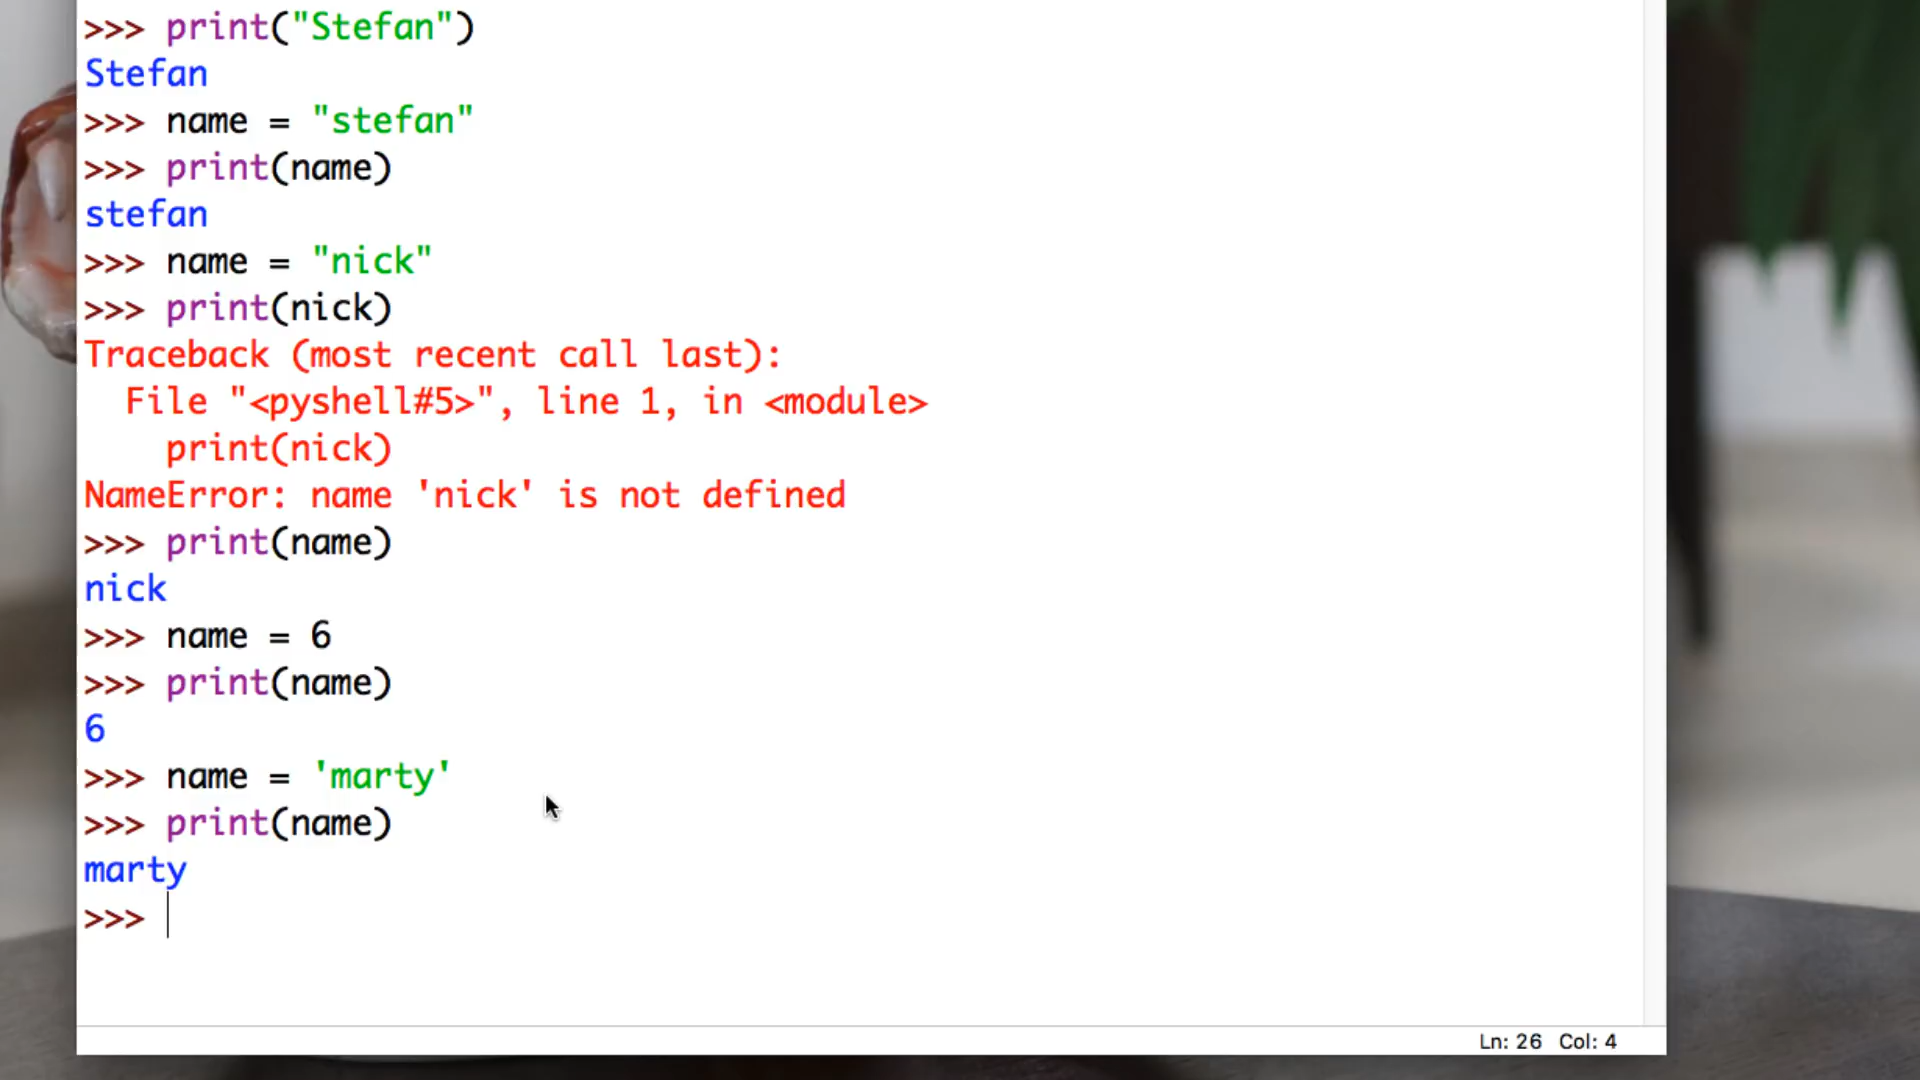 >>> print("Stefan")
Stefan
>>> name = "stefan"
>>> print(name)
stefan
>>> name = "nick"
>>> print(nick)
Traceback (most recent call last):
  File "<pyshell#5>", line 1, in <module>
    print(nick)
NameError: name 'nick' is not defined
>>> print(name)
nick
>>> name = 6
>>> print(name)
6
>>> name = 'marty'
>>> print(name)
marty
>>>
Ln: 26 Col: 4